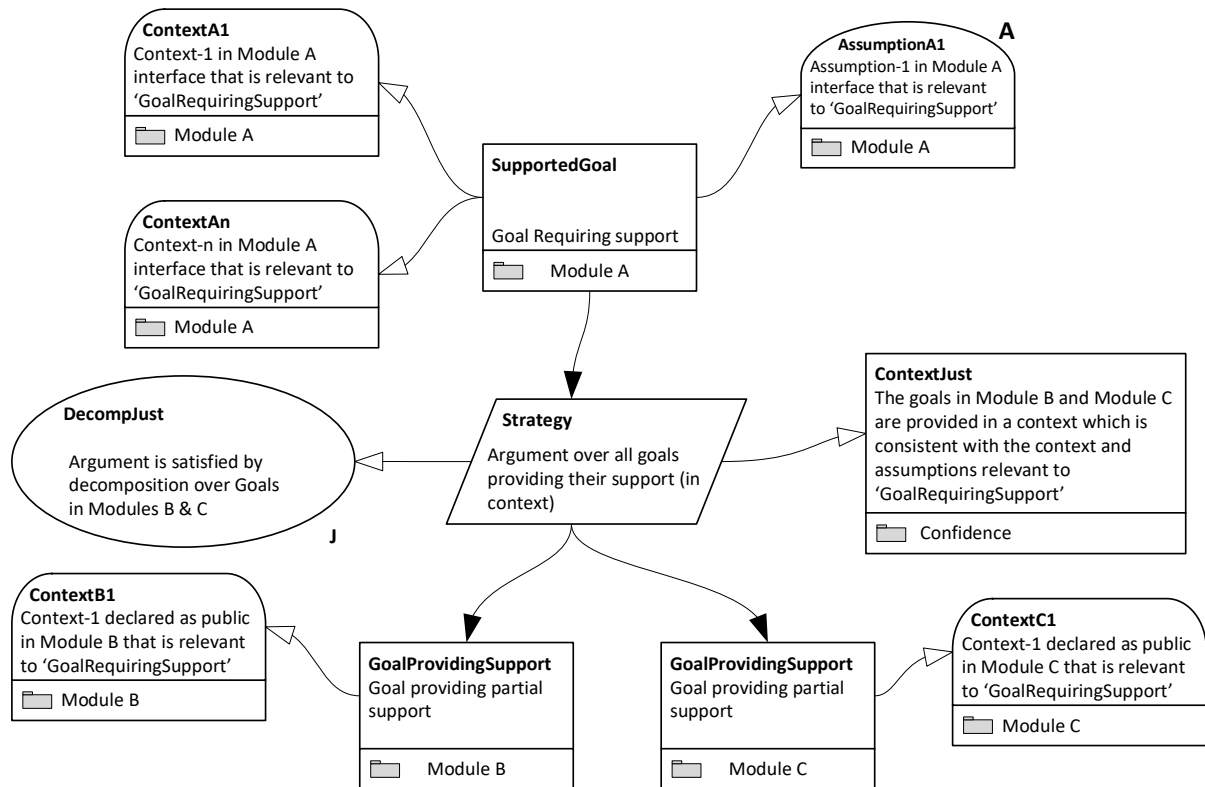 ContextA1
Context-1 in Module A
interface that is relevant to
‘GoalRequiringSupport’
Module A
A
AssumptionA1
Assumption-1 in Module A
interface that is relevant
to ‘GoalRequiringSupport’
Module A
SupportedGoal
Goal Requiring support
Module A
ContextAn
Context-n in Module A
interface that is relevant to
‘GoalRequiringSupport’
Module A
DecompJust
Argument is satisfied by
decomposition over Goals
in Modules B & C
J
Strategy
Argument over all goals
providing their support (in
context)
ContextJust
The goals in Module B and Module C
are provided in a context which is
consistent with the context and
assumptions relevant to
‘GoalRequiringSupport’
Confidence
ContextB1
Context-1 declared as public
in Module B that is relevant
to ‘GoalRequiringSupport’
Module B
GoalProvidingSupport
Goal providing partial
support
Module B
GoalProvidingSupport
Goal providing partial
support
Module C
ContextC1
Context-1 declared as public
in Module C that is relevant
to ‘GoalRequiringSupport’
Module C